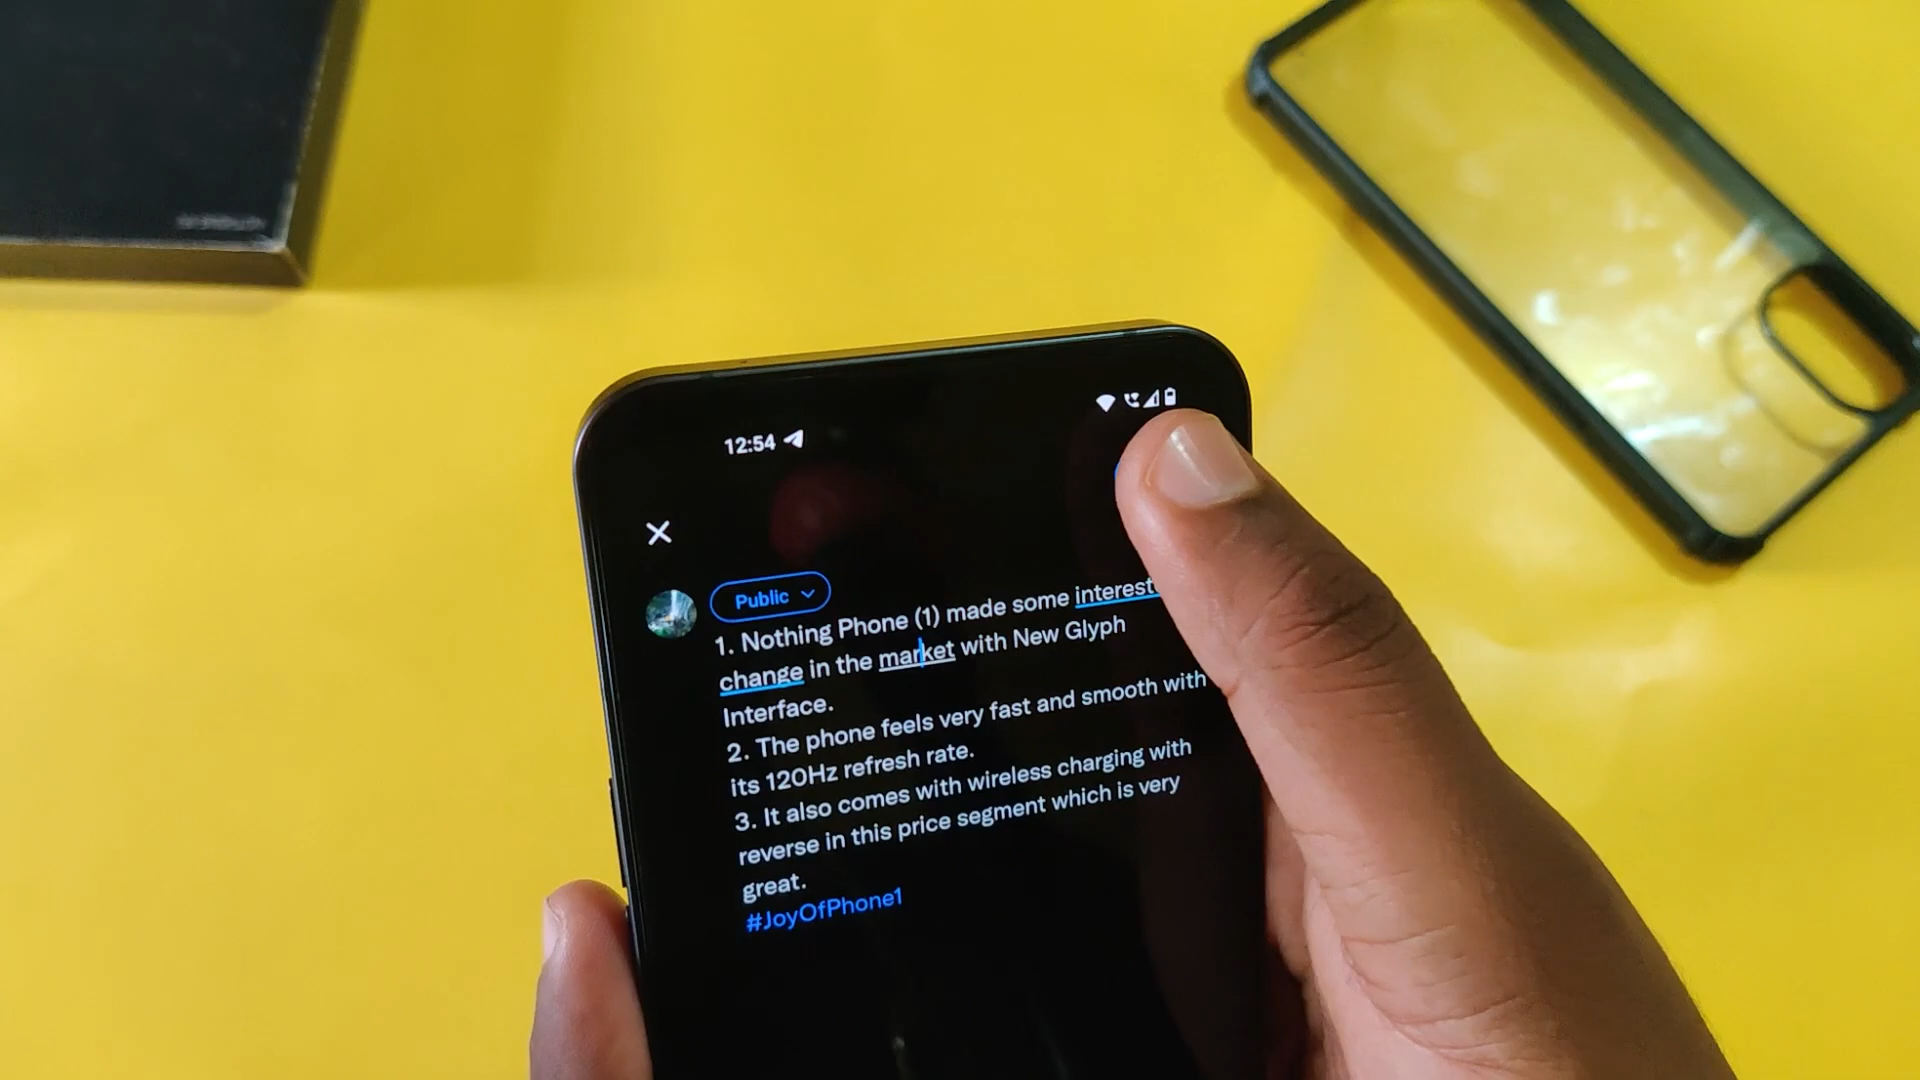 12:54
Public
1. Nothing Phone (1) made some interest
change in the market with New Glyph
Interface.
2. The phone feels very fast and smooth with
its 120Hz refresh rate.
3. It also comes with wireless charging with
reverse in this price segment which is very
great.
#JoyOfPhone1